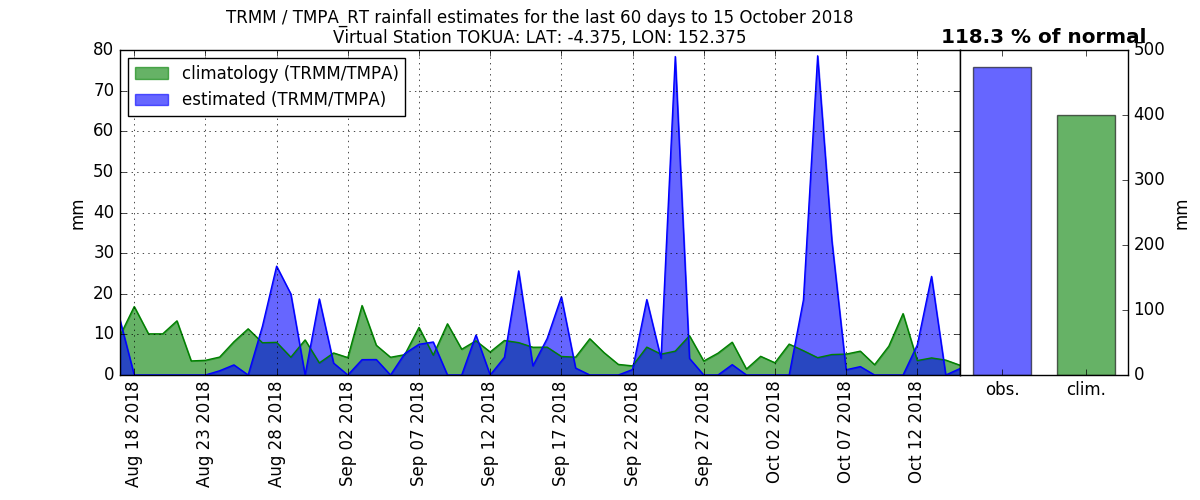 TRMM / TMPA_RT rainfall estimates for the last 60 days to 15 October 2018
Virtual Station TOKUA: LAT: -4.375, LON: 152.375
118.3 % of normal
climatology (TRMM/TMPA)
estimated (TRMM/TMPA)
mm
80
70
60
50
40
30
20
10
0
Aug 18 2018
Aug 23 2018
Aug 28 2018
Sep 02 2018
Sep 07 2018
Sep 12 2018
Sep 17 2018
Sep 22 2018
Sep 27 2018
Oct 02 2018
Oct 07 2018
Oct 12 2018
500
400
300
200
100
0
mm
obs.
clim.